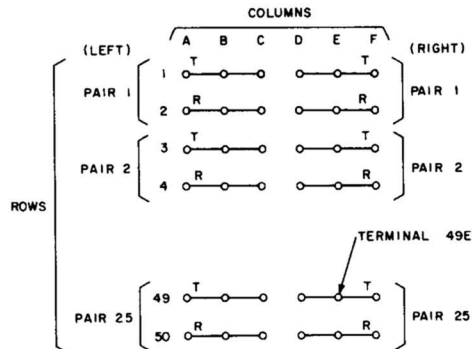 COLUMNS
(LEFT) A B C D E F (RIGHT)
T T
1
PAIR 1 PAIR 1
R R
2
T T
3
PAIR 2 PAIR 2
R R
4
ROWS
TERMINAL 49E
T T
49
PAIR 25 PAIR 25
R R
50